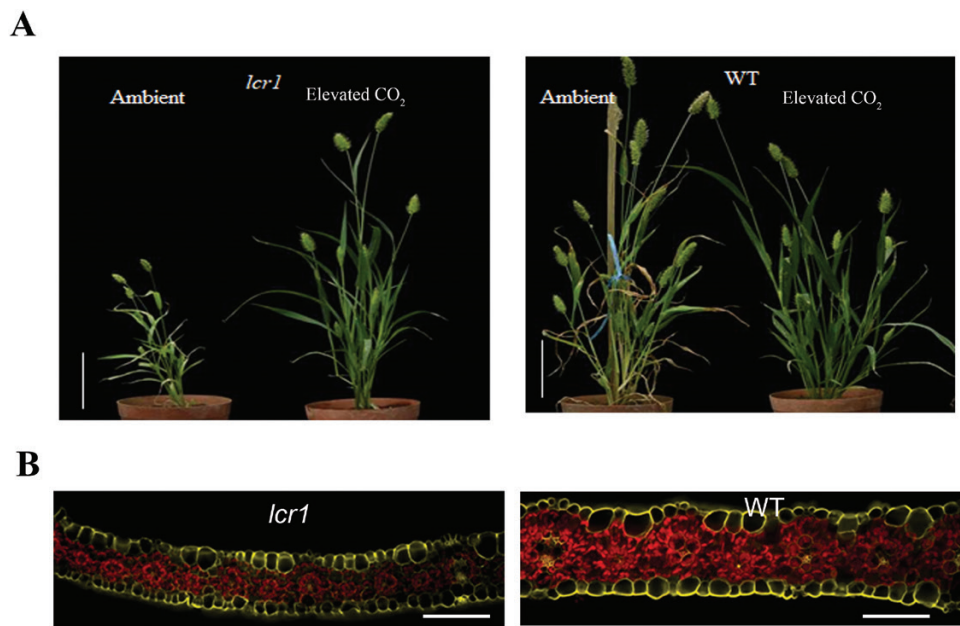 A
lcr1
Ambient
Elevated CO₂
WT
Ambient
Elevated CO₂
B
lcr1
WT